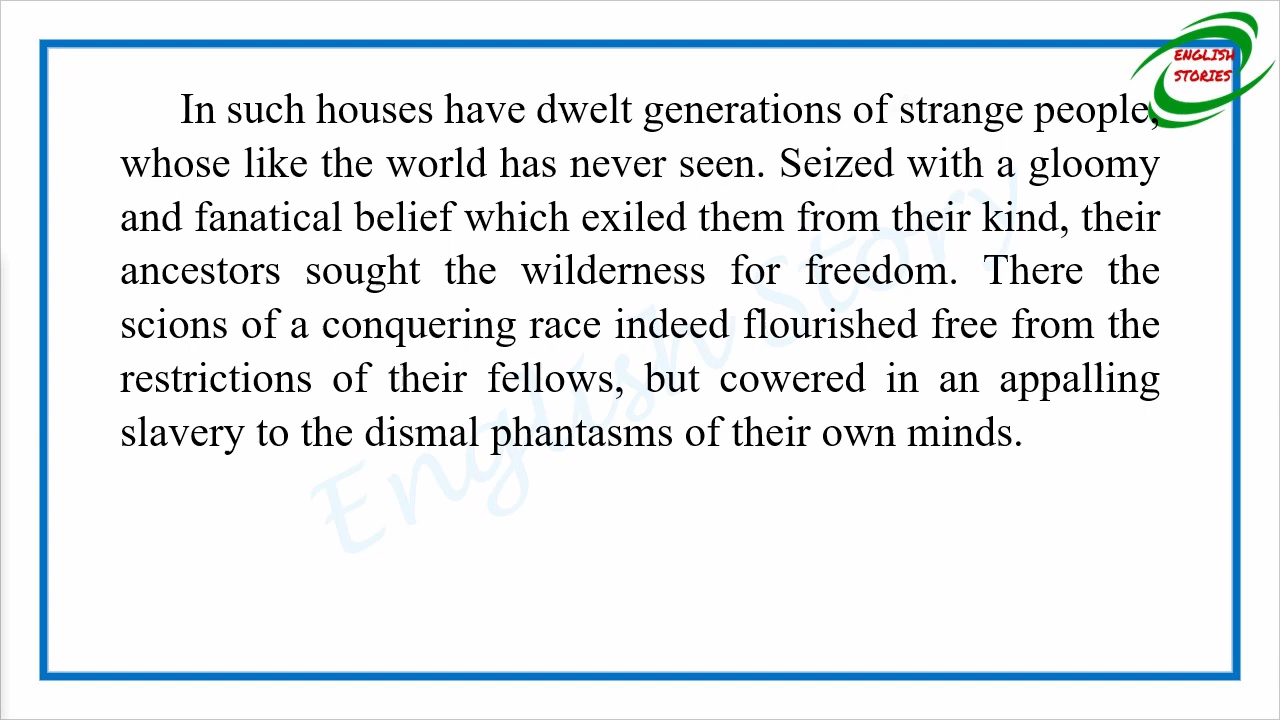 ENGLISH
STORIES
In such houses have dwelt generations of strange people,
whose like the world has never seen. Seized with a gloomy
and fanatical belief which exiled them from their kind, their
ancestors sought the wilderness for freedom. There the
scions of a conquering race indeed flourished free from the
restrictions of their fellows, but cowered in an appalling
slavery to the dismal phantasms of their own minds.
English Story